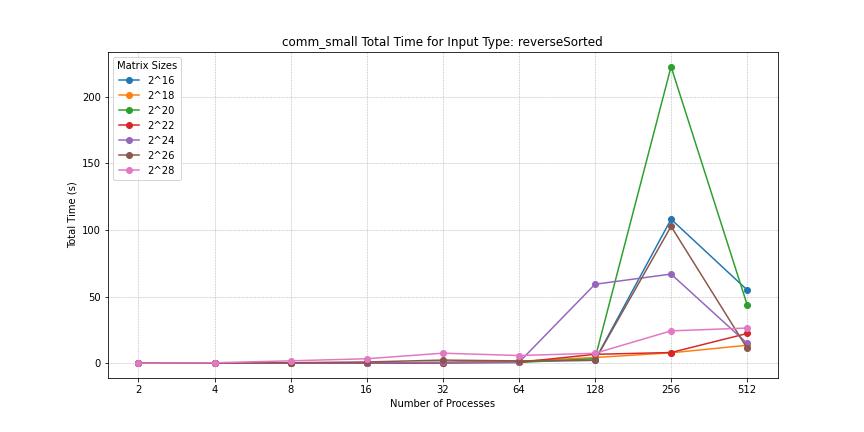 comm_small Total Time for Input Type: reverseSorted
Matrix Sizes
2^16
2^18
2^20
2^22
2^24
2^26
2^28
Total Time (s)
200
150
100
50
0
2 4 8 16 32 64 128 256 512
Number of Processes